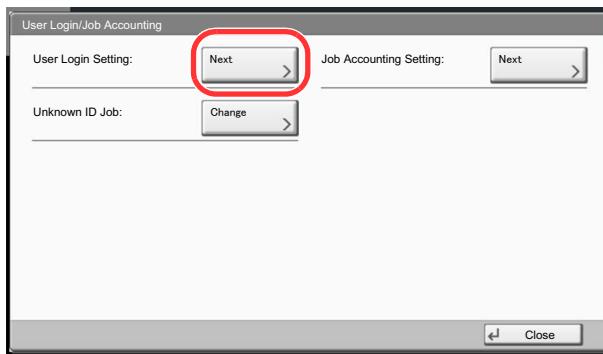 User Login/Job Accounting
User Login Setting: Next Job Accounting Setting: Next
Unknown ID Job: Change
Close